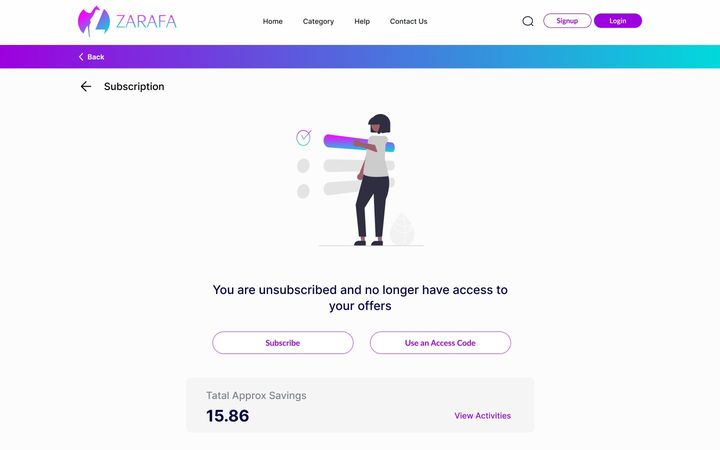 ZARAFA
Home Category Help Contact Us Signup Login
Back
Subscription
You are unsubscribed and no longer have access to
your offers
Subscribe Use an Access Code
Tatal Approx Savings
15.86 View Activities